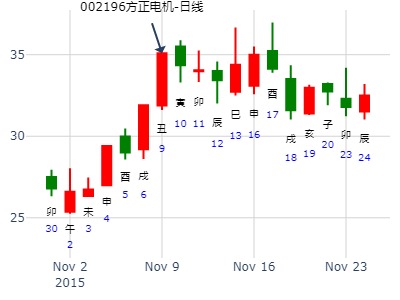 002196方正电机-日线
35
30
25
卯
30
午
2
未
3
申
4
酉
5
戌
6
丑
9
寅
10
卯
11
辰
12
巳
13
申
16
酉
17
戌
18
亥
19
子
20
卯
23
辰
24
Nov 2
2015
Nov 9
Nov 16
Nov 23